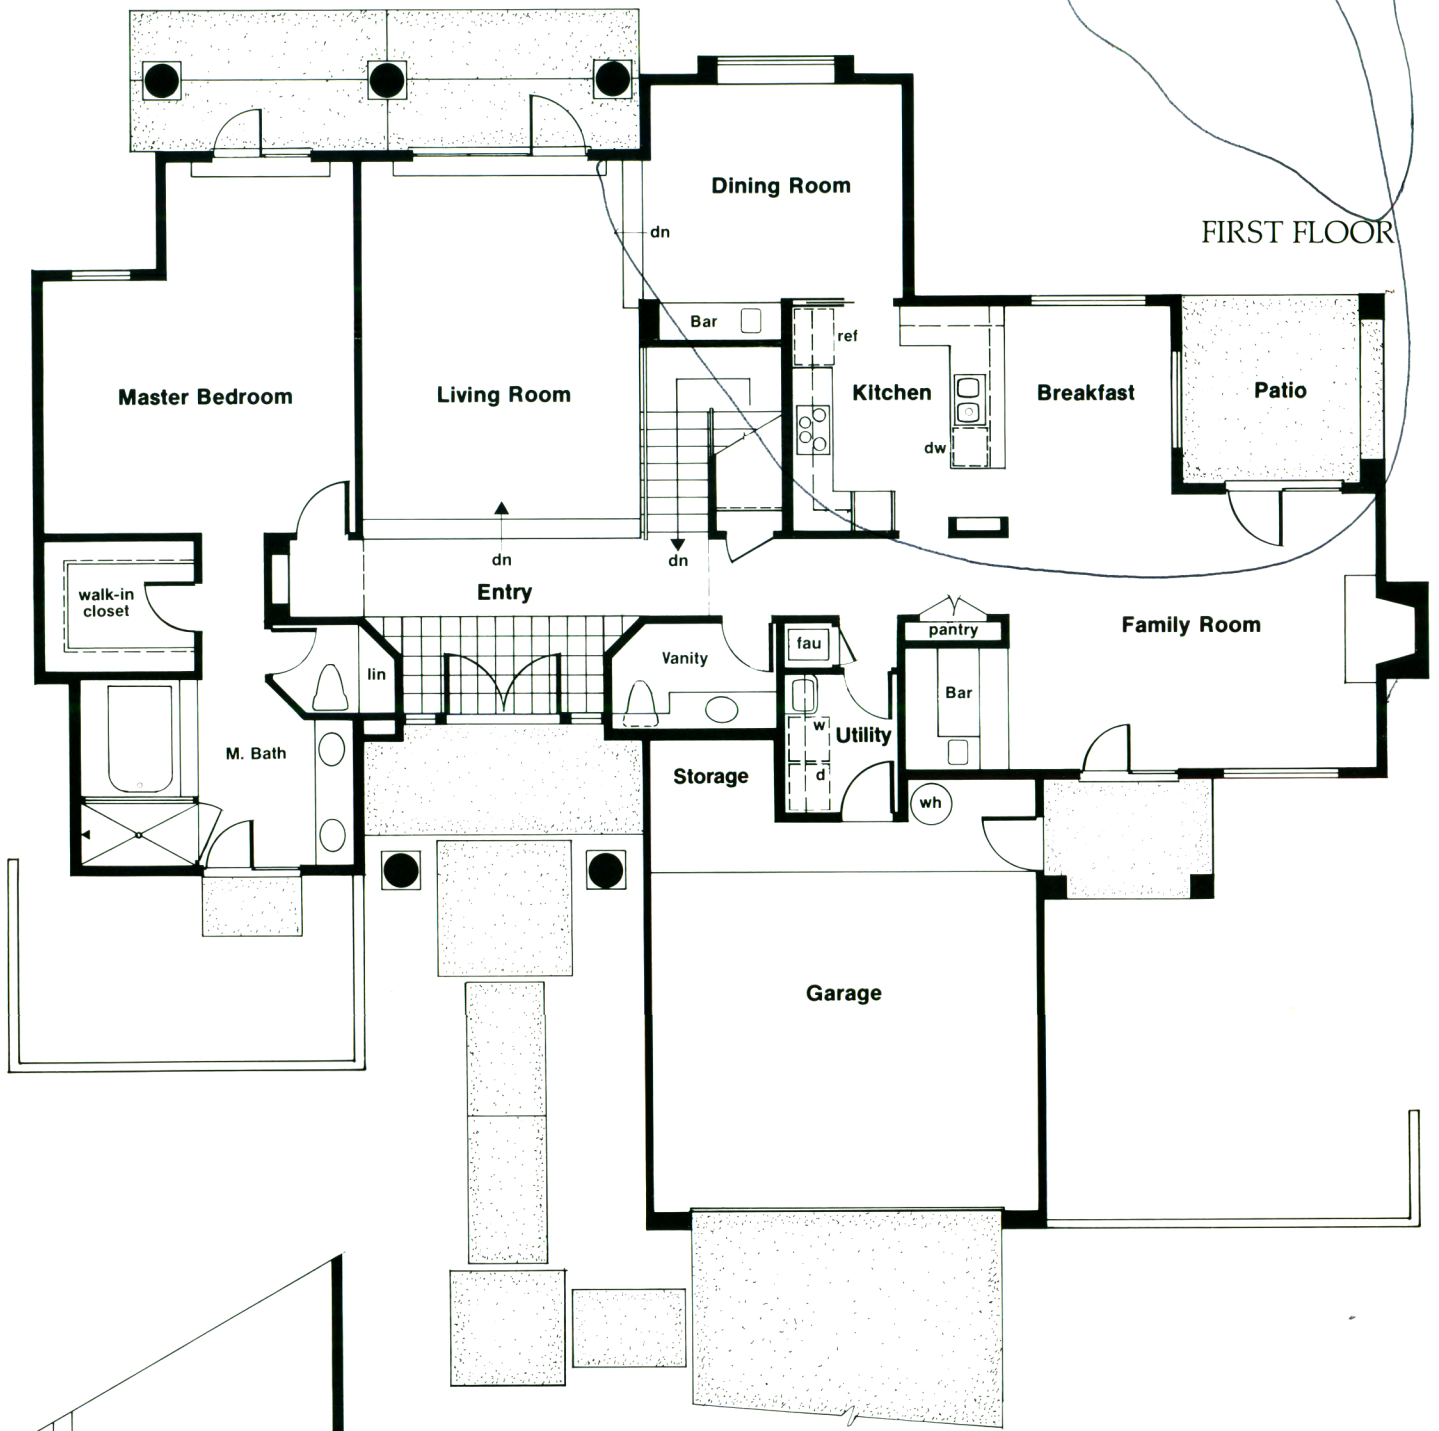 Dining Room
FIRST FLOOR
dn
Bar
ref
Master Bedroom
Living Room
Kitchen
Breakfast
Patio
dw
dn
dn
Entry
walk-in
closet
Vanity
fau
pantry
Family Room
lin
Bar
w
Utility
M. Bath
Storage
d
wh
Garage